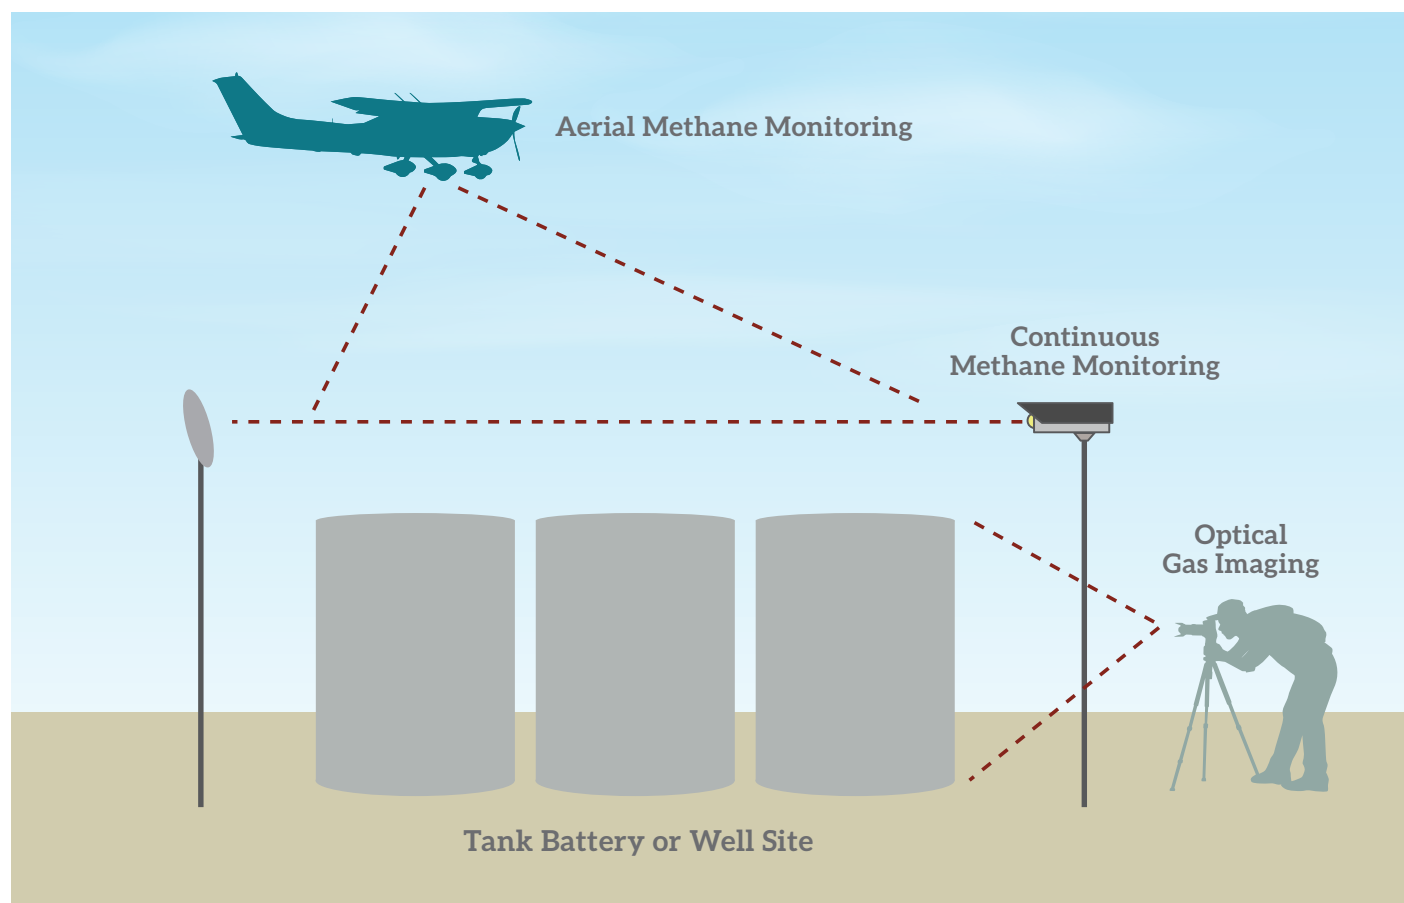 Aerial Methane Monitoring
Continuous
Methane Monitoring
Optical
Gas Imaging
Tank Battery or Well Site